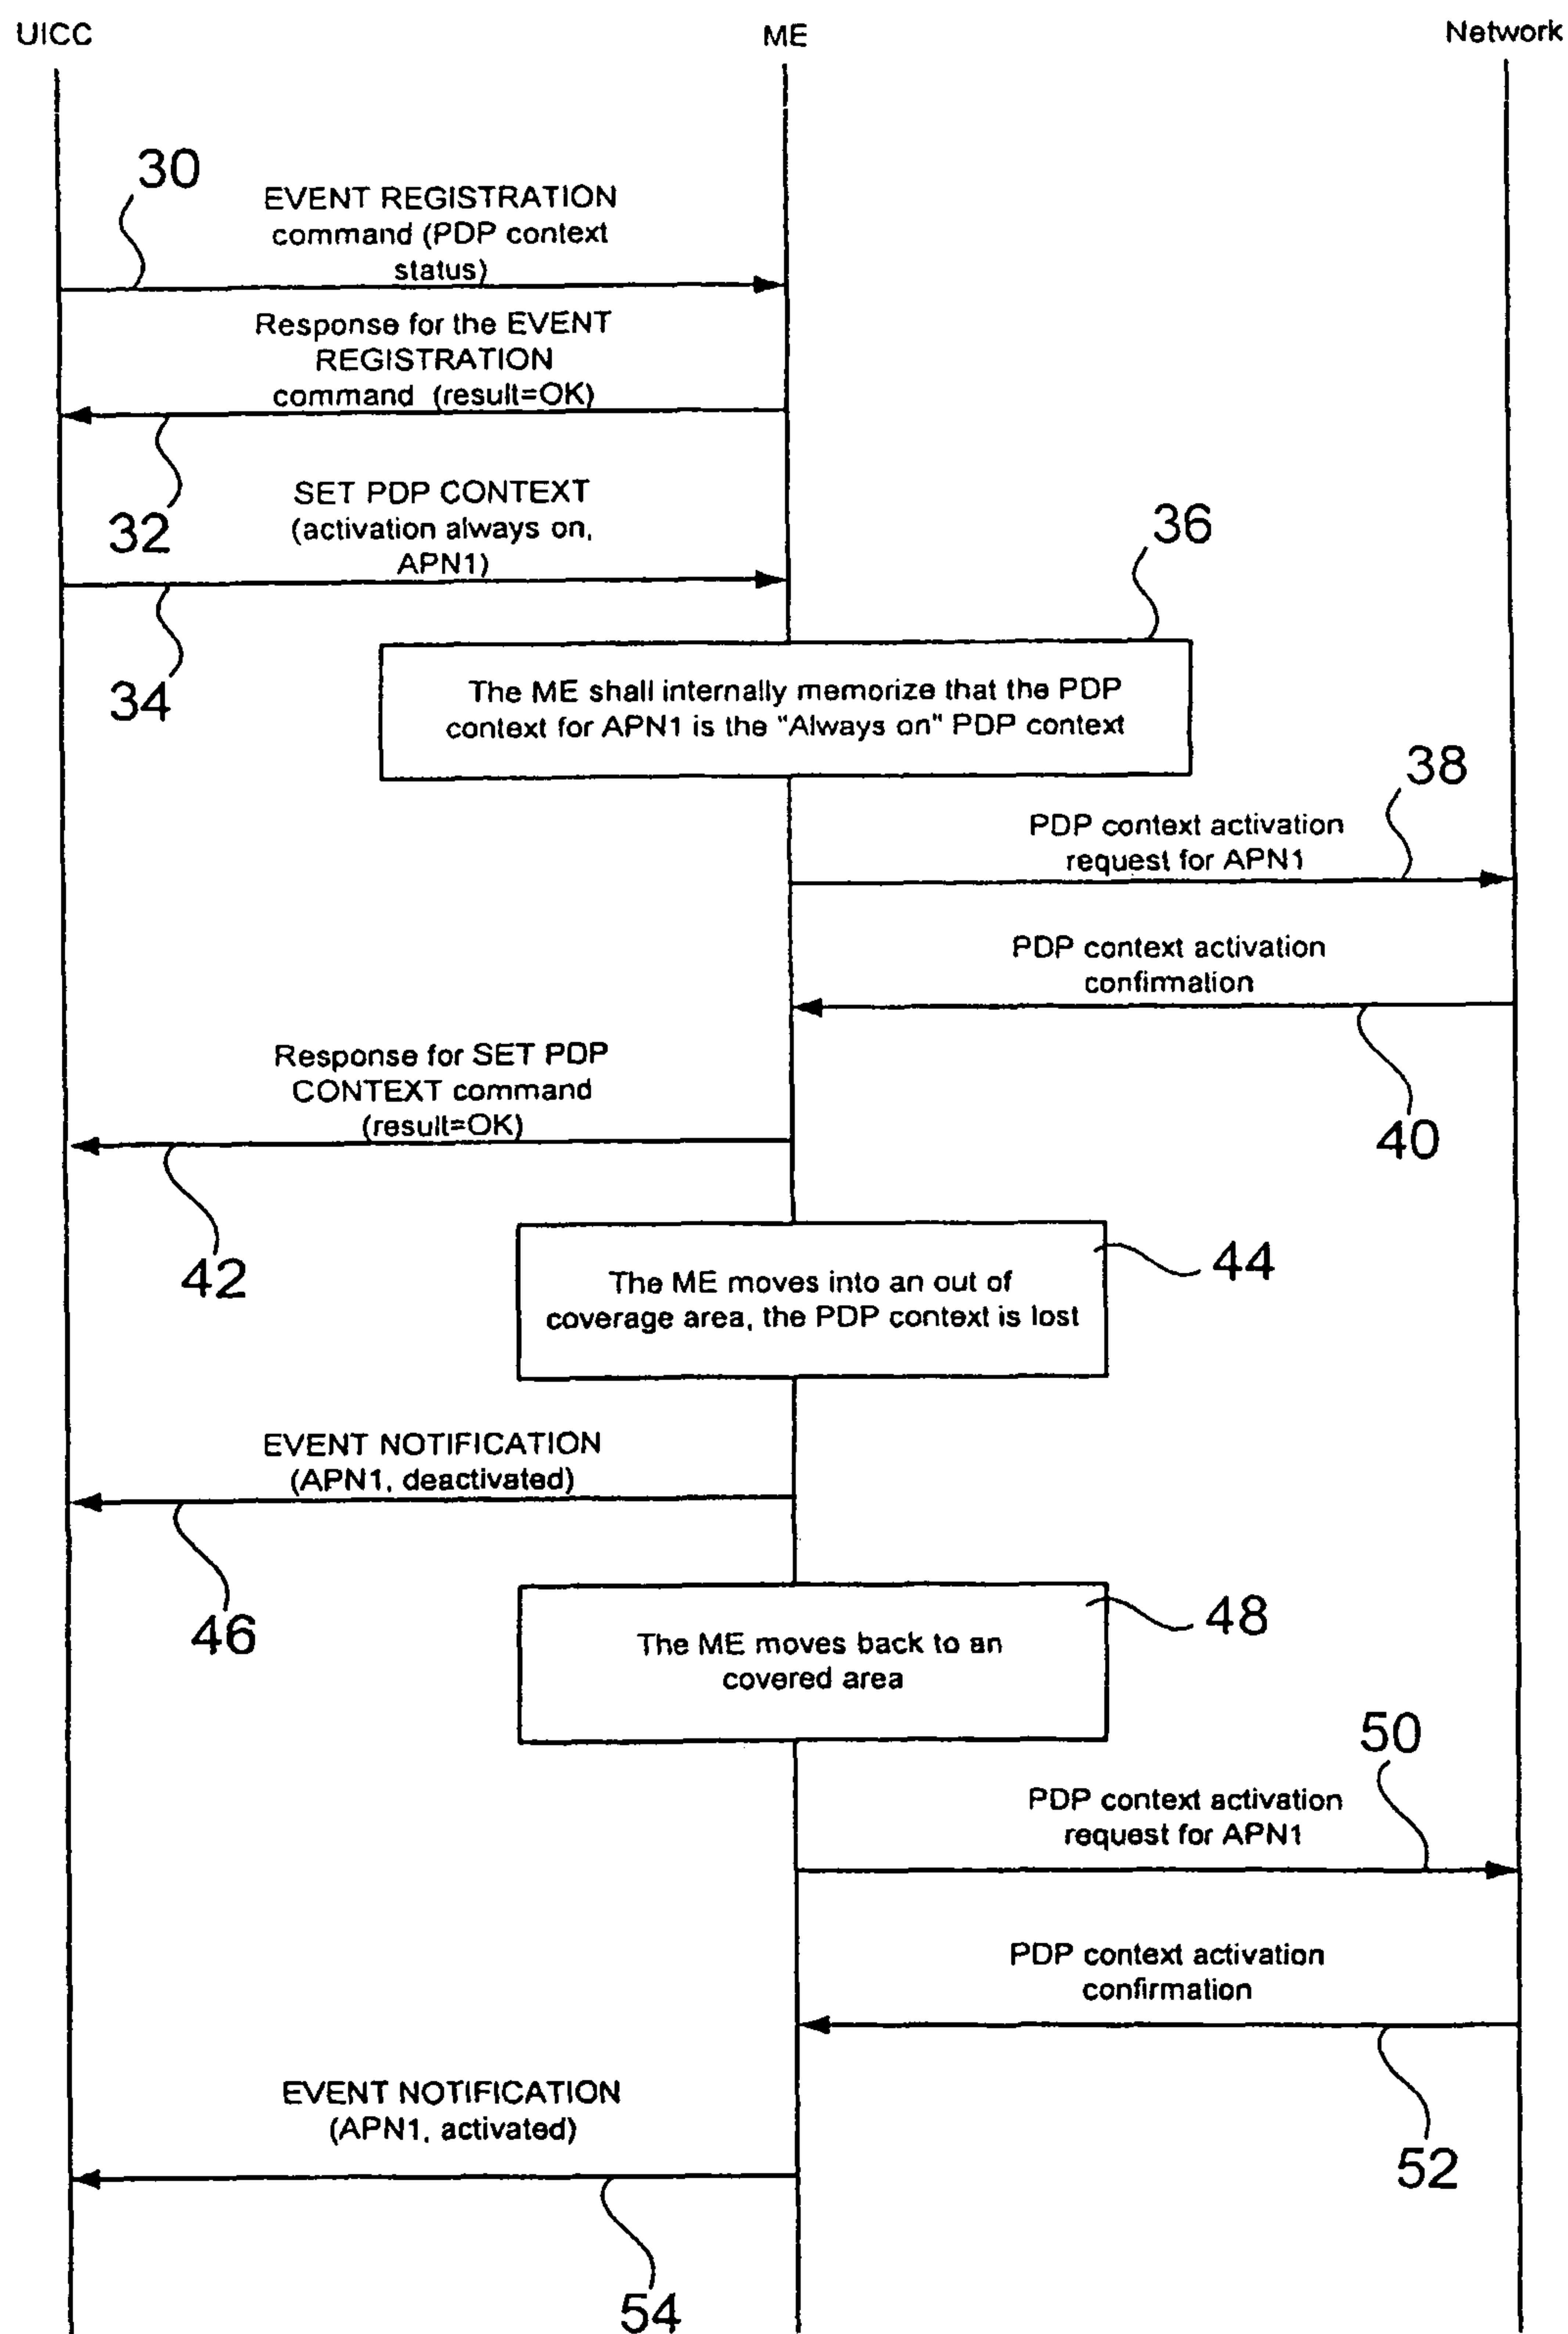 UICC
ME
Network
30
EVENT REGISTRATION
command (PDP context
status)
Response for the EVENT
REGISTRATION
command (result=OK)
32
SET PDP CONTEXT
(activation always on,
APN1)
34
36
The ME shall internally memorize that the PDP
context for APN1 is the "Always on" PDP context
38
PDP context activation
request for APN1
PDP context activation
confirmation
40
Response for SET PDP
CONTEXT command
(result=OK)
42
44
The ME moves into an out of
coverage area, the PDP context is lost
EVENT NOTIFICATION
(APN1, deactivated)
46
48
The ME moves back to an
covered area
50
PDP context activation
request for APN1
PDP context activation
confirmation
52
EVENT NOTIFICATION
(APN1, activated)
54